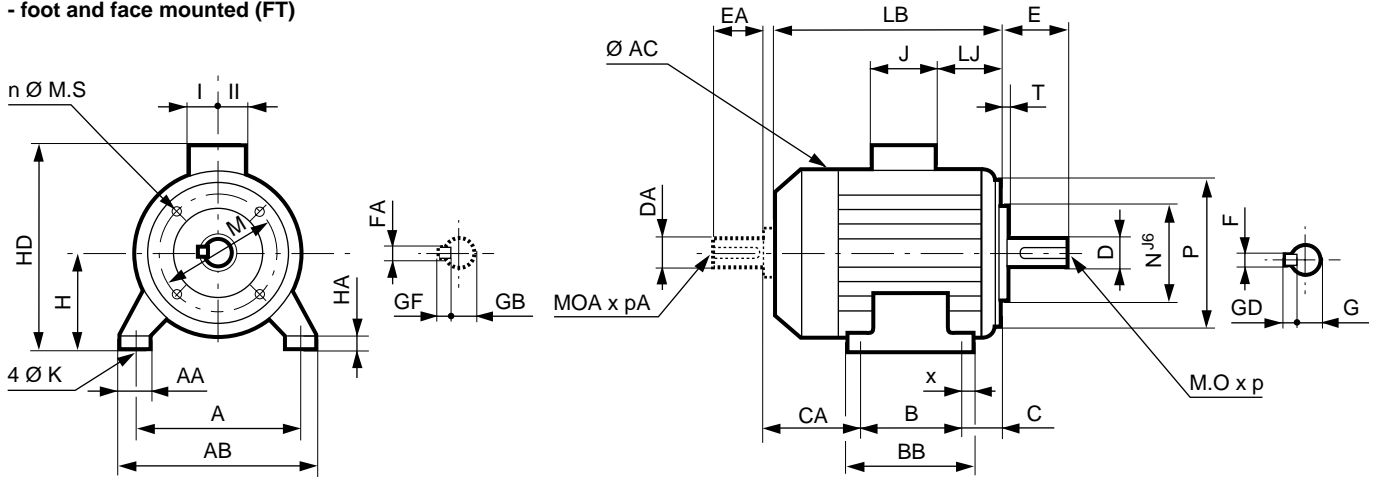 - foot and face mounted (FT)
n Ø M.S
I
II
HD
H
M
HA
4 Ø K
AA
A
AB
FA
GF
GB
EA
LB
E
Ø AC
J
LJ
T
DA
MOA x pA
D
N J6
P
F
GD
G
x
M.O x p
CA
B
C
BB